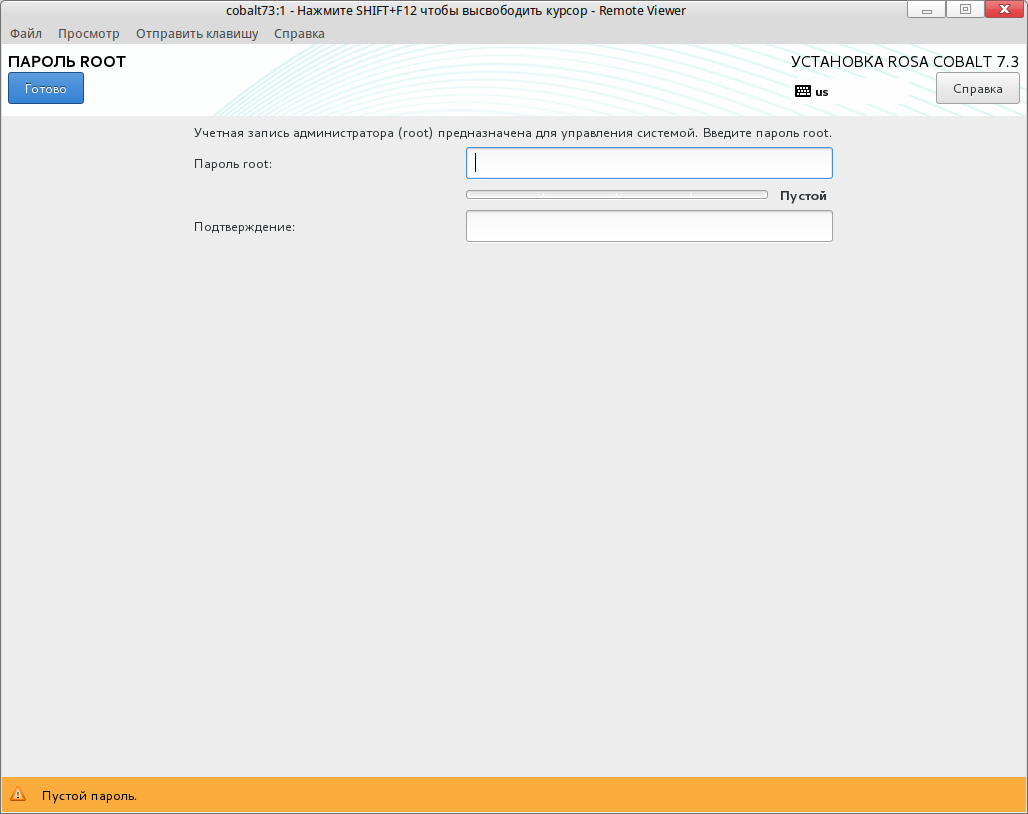 cobalt73:1 - Нажмите SHIFT+F12 чтобы высвободить курсор - Remote Viewer
Файл Просмотр Отправить клавишу Справка
ПАРОЛЬ ROOT
УСТАНОВКА ROSA COBALT 7.3
Готово
us
Справка
Учетная запись администратора (root) предназначена для управления системой. Введите пароль root.
Пароль root:
Пустой
Подтверждение:
Пустой пароль.